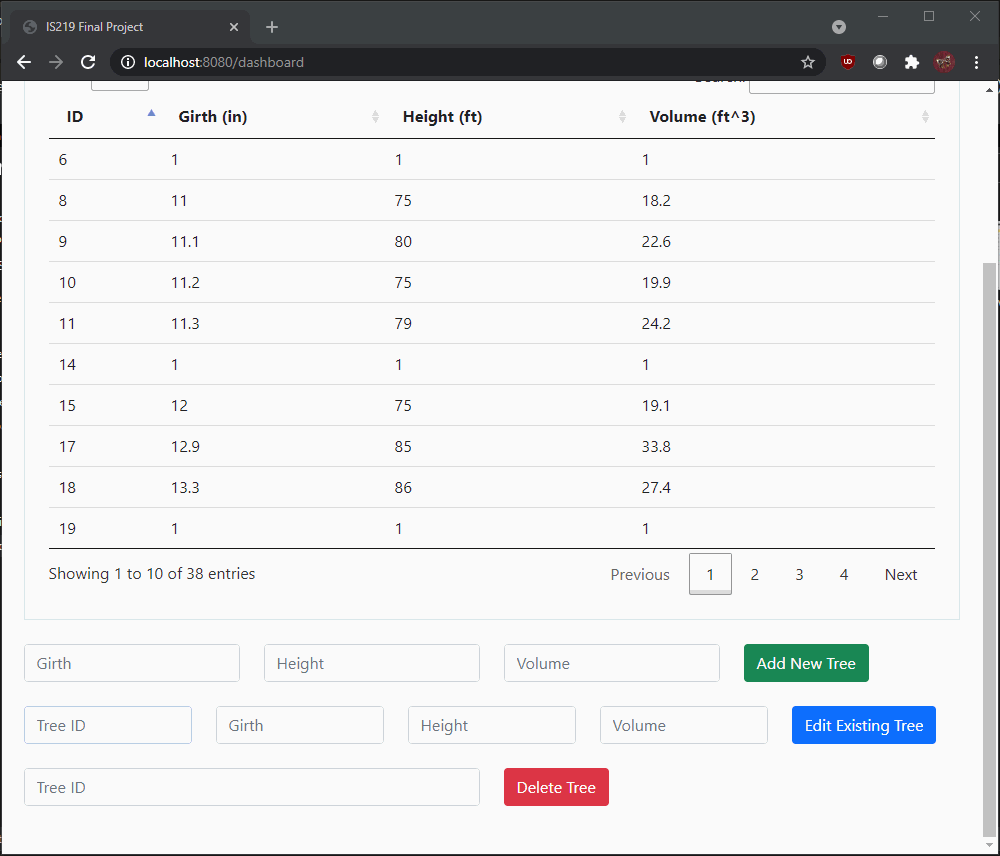 IS219 Final Project
localhost:8080/dashboard
ID Girth (in) Height (ft) Volume (ft^3)
6 1 1 1
8 11 75 18.2
9 11.1 80 22.6
10 11.2 75 19.9
11 11.3 79 24.2
14 1 1 1
15 12 75 19.1
17 12.9 85 33.8
18 13.3 86 27.4
19 1 1 1
Showing 1 to 10 of 38 entries Previous 1 2 3 4 Next
Girth Height Volume Add New Tree
Tree ID Girth Height Volume Edit Existing Tree
Tree ID Delete Tree